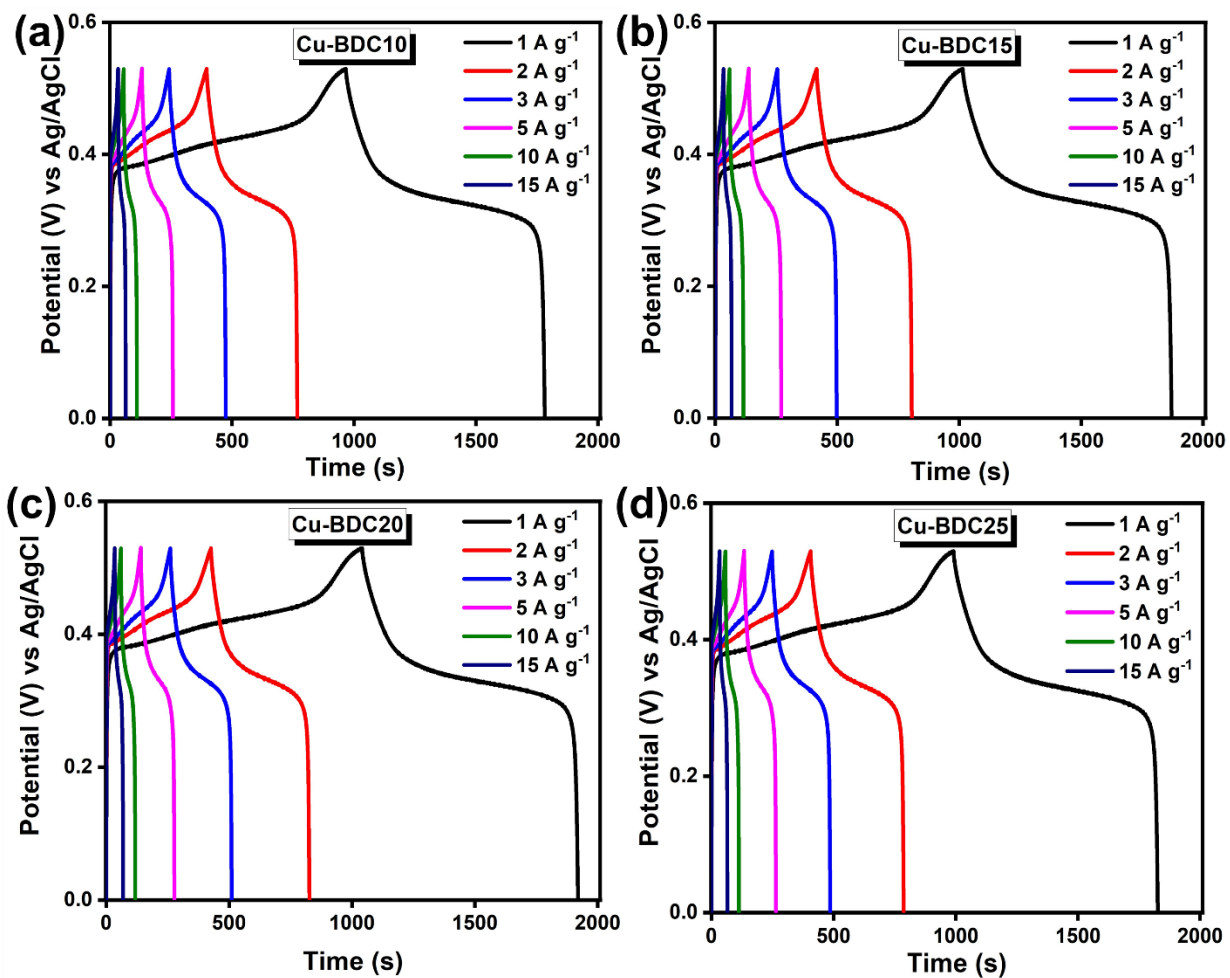 (a)
Cu-BDC10
1 A g⁻¹
2 A g⁻¹
3 A g⁻¹
5 A g⁻¹
10 A g⁻¹
15 A g⁻¹
Potential (V) vs Ag/AgCl
0.6
0.4
0.2
0.0
0 500 1000 1500 2000
Time (s)
(b)
Cu-BDC15
1 A g⁻¹
2 A g⁻¹
3 A g⁻¹
5 A g⁻¹
10 A g⁻¹
15 A g⁻¹
Potential (V) vs Ag/AgCl
0.6
0.4
0.2
0.0
0 500 1000 1500 2000
Time (s)
(c)
Cu-BDC20
1 A g⁻¹
2 A g⁻¹
3 A g⁻¹
5 A g⁻¹
10 A g⁻¹
15 A g⁻¹
Potential (V) vs Ag/AgCl
0.6
0.4
0.2
0.0
0 500 1000 1500 2000
Time (s)
(d)
Cu-BDC25
1 A g⁻¹
2 A g⁻¹
3 A g⁻¹
5 A g⁻¹
10 A g⁻¹
15 A g⁻¹
Potential (V) vs Ag/AgCl
0.6
0.4
0.2
0.0
0 500 1000 1500 2000
Time (s)